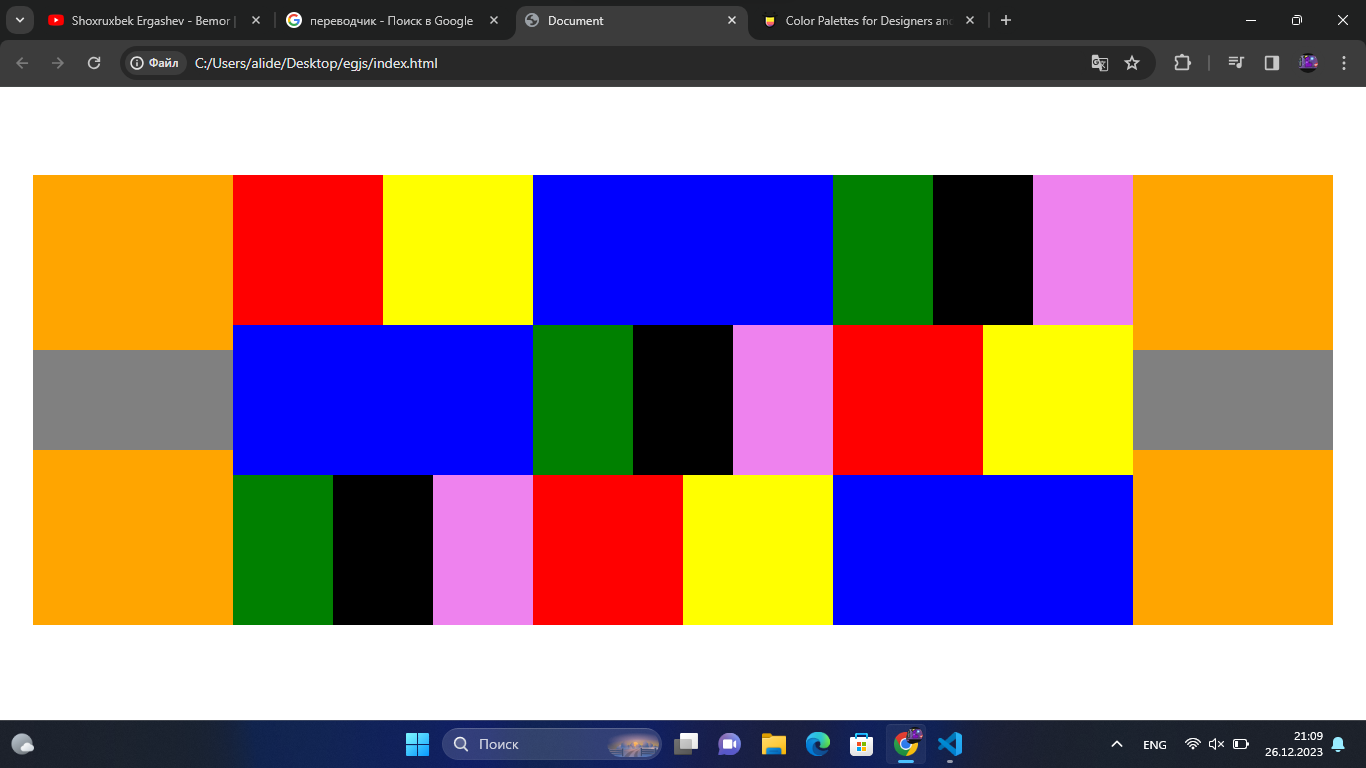 Shoxruxbek Ergashev - Bemor |
переводчик - Поиск в Google
Document
Color Palettes for Designers an
Файл
C:/Users/alide/Desktop/egjs/index.html
Поиск
ENG
21:09
26.12.2023